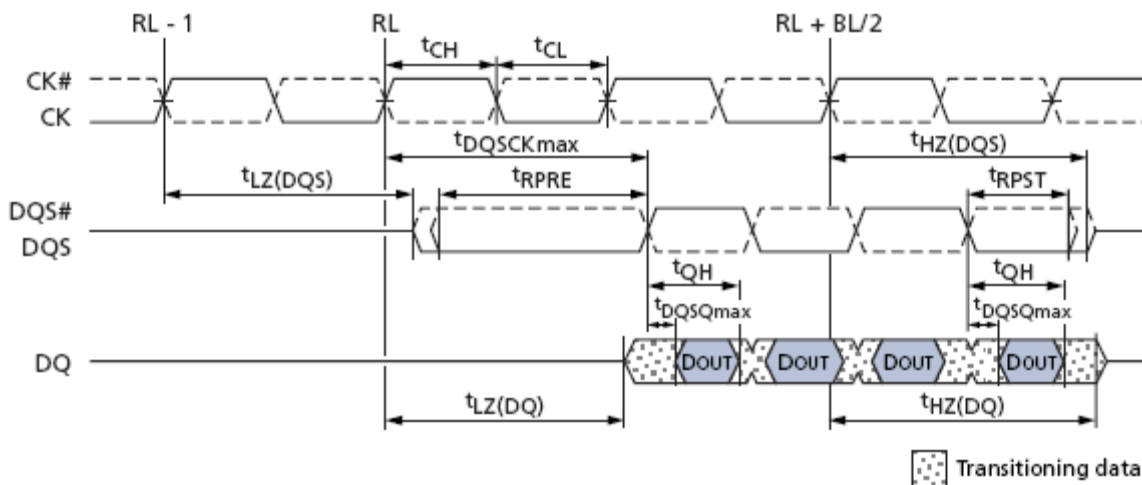 RL - 1 RL RL + BL/2
tCH tCL
CK#
CK
tDQSCKmax tHZ(DQS)
tLZ(DQS) tRPRE tRPST
DQS#
DQS
tQH tQH
tDQSQmax tDQSQmax
DQ DOUT DOUT DOUT DOUT
tLZ(DQ) tHZ(DQ)
Transitioning data